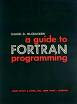 DANIEL D. McCRACKEN
a guide to
FORTRAN
programming